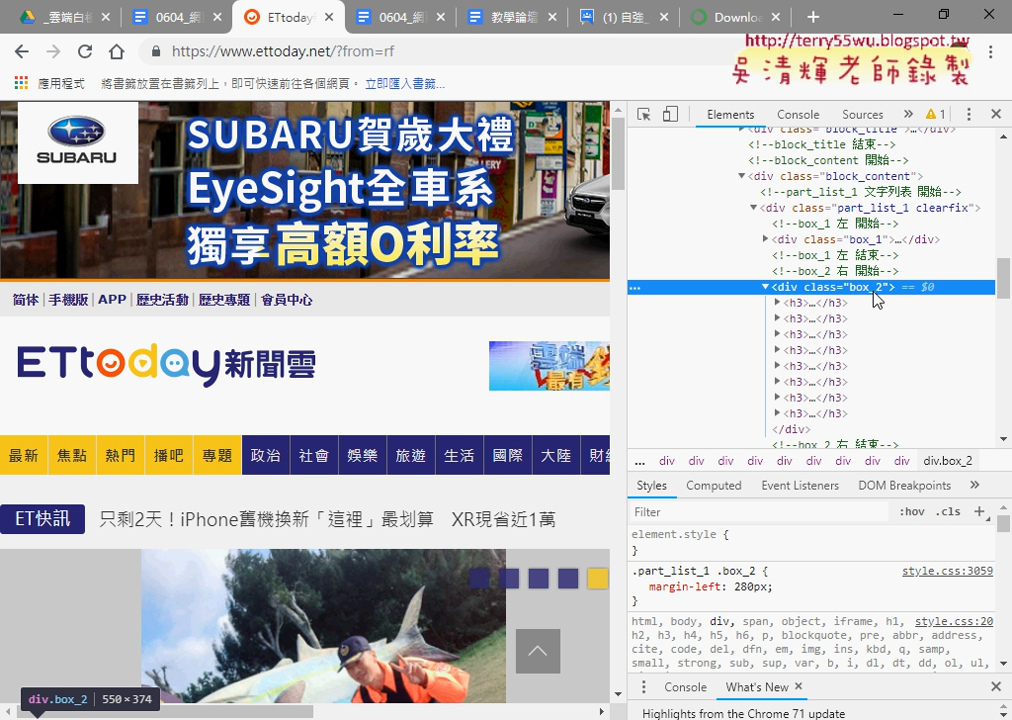 _雲端白板
0604_網
ETtoday
0604_網
教學論壇
(1) 自強_
Downloa
https://www.ettoday.net/?from=rf
http://terry55wu.blogspot.tw
吳清輝老師錄製
應用程式 將書籤放置在書籤列上，即可快速前往各個網頁。 立即匯入書籤...
SUBARU
SUBARU賀歲大禮
EyeSight全車系
獨享高額0利率
简体 | 手機版 | APP | 歷史活動 | 歷史專題 | 會員中心
ETtoday新聞雲
雲端
最有
最新 焦點 熱門 播吧 專題 政治 社會 娛樂 旅遊 生活 國際 大陸 財經
ET快訊 只剩2天！iPhone舊機換新「這裡」最划算 XR現省近1萬
div.box_2 | 550×374
Elements Console Sources » 1
<div class="block_title">…</div>
<!--block_title 結束-->
<!--block_content 開始-->
<div class="block_content">
<!--part_list_1 文字列表 開始-->
<div class="part_list_1 clearfix">
<!--box_1 左 開始-->
<div class="box_1">…</div>
<!--box_1 左 結束-->
<!--box_2 右 開始-->
… <div class="box_2"> == $0
<h3>…</h3>
<h3>…</h3>
<h3>…</h3>
<h3>…</h3>
<h3>…</h3>
<h3>…</h3>
<h3>…</h3>
<h3>…</h3>
</div>
<!--box_2 右 結束-->
... div div div div div div div div div div.box_2
Styles Computed Event Listeners DOM Breakpoints »
Filter :hov .cls +
element.style {
}
.part_list_1 .box_2 { style.css:3059
margin-left: 280px;
}
html, body, div, span, object, iframe, h1, style.css:20
h2, h3, h4, h5, h6, p, blockquote, pre, abbr, address,
cite, code, del, dfn, em, img, ins, kbd, q, samp,
small, strong, sub, sup, var, b, i, dl, dt, dd, ol, ul,
Console What's New ×
Highlights from the Chrome 71 update